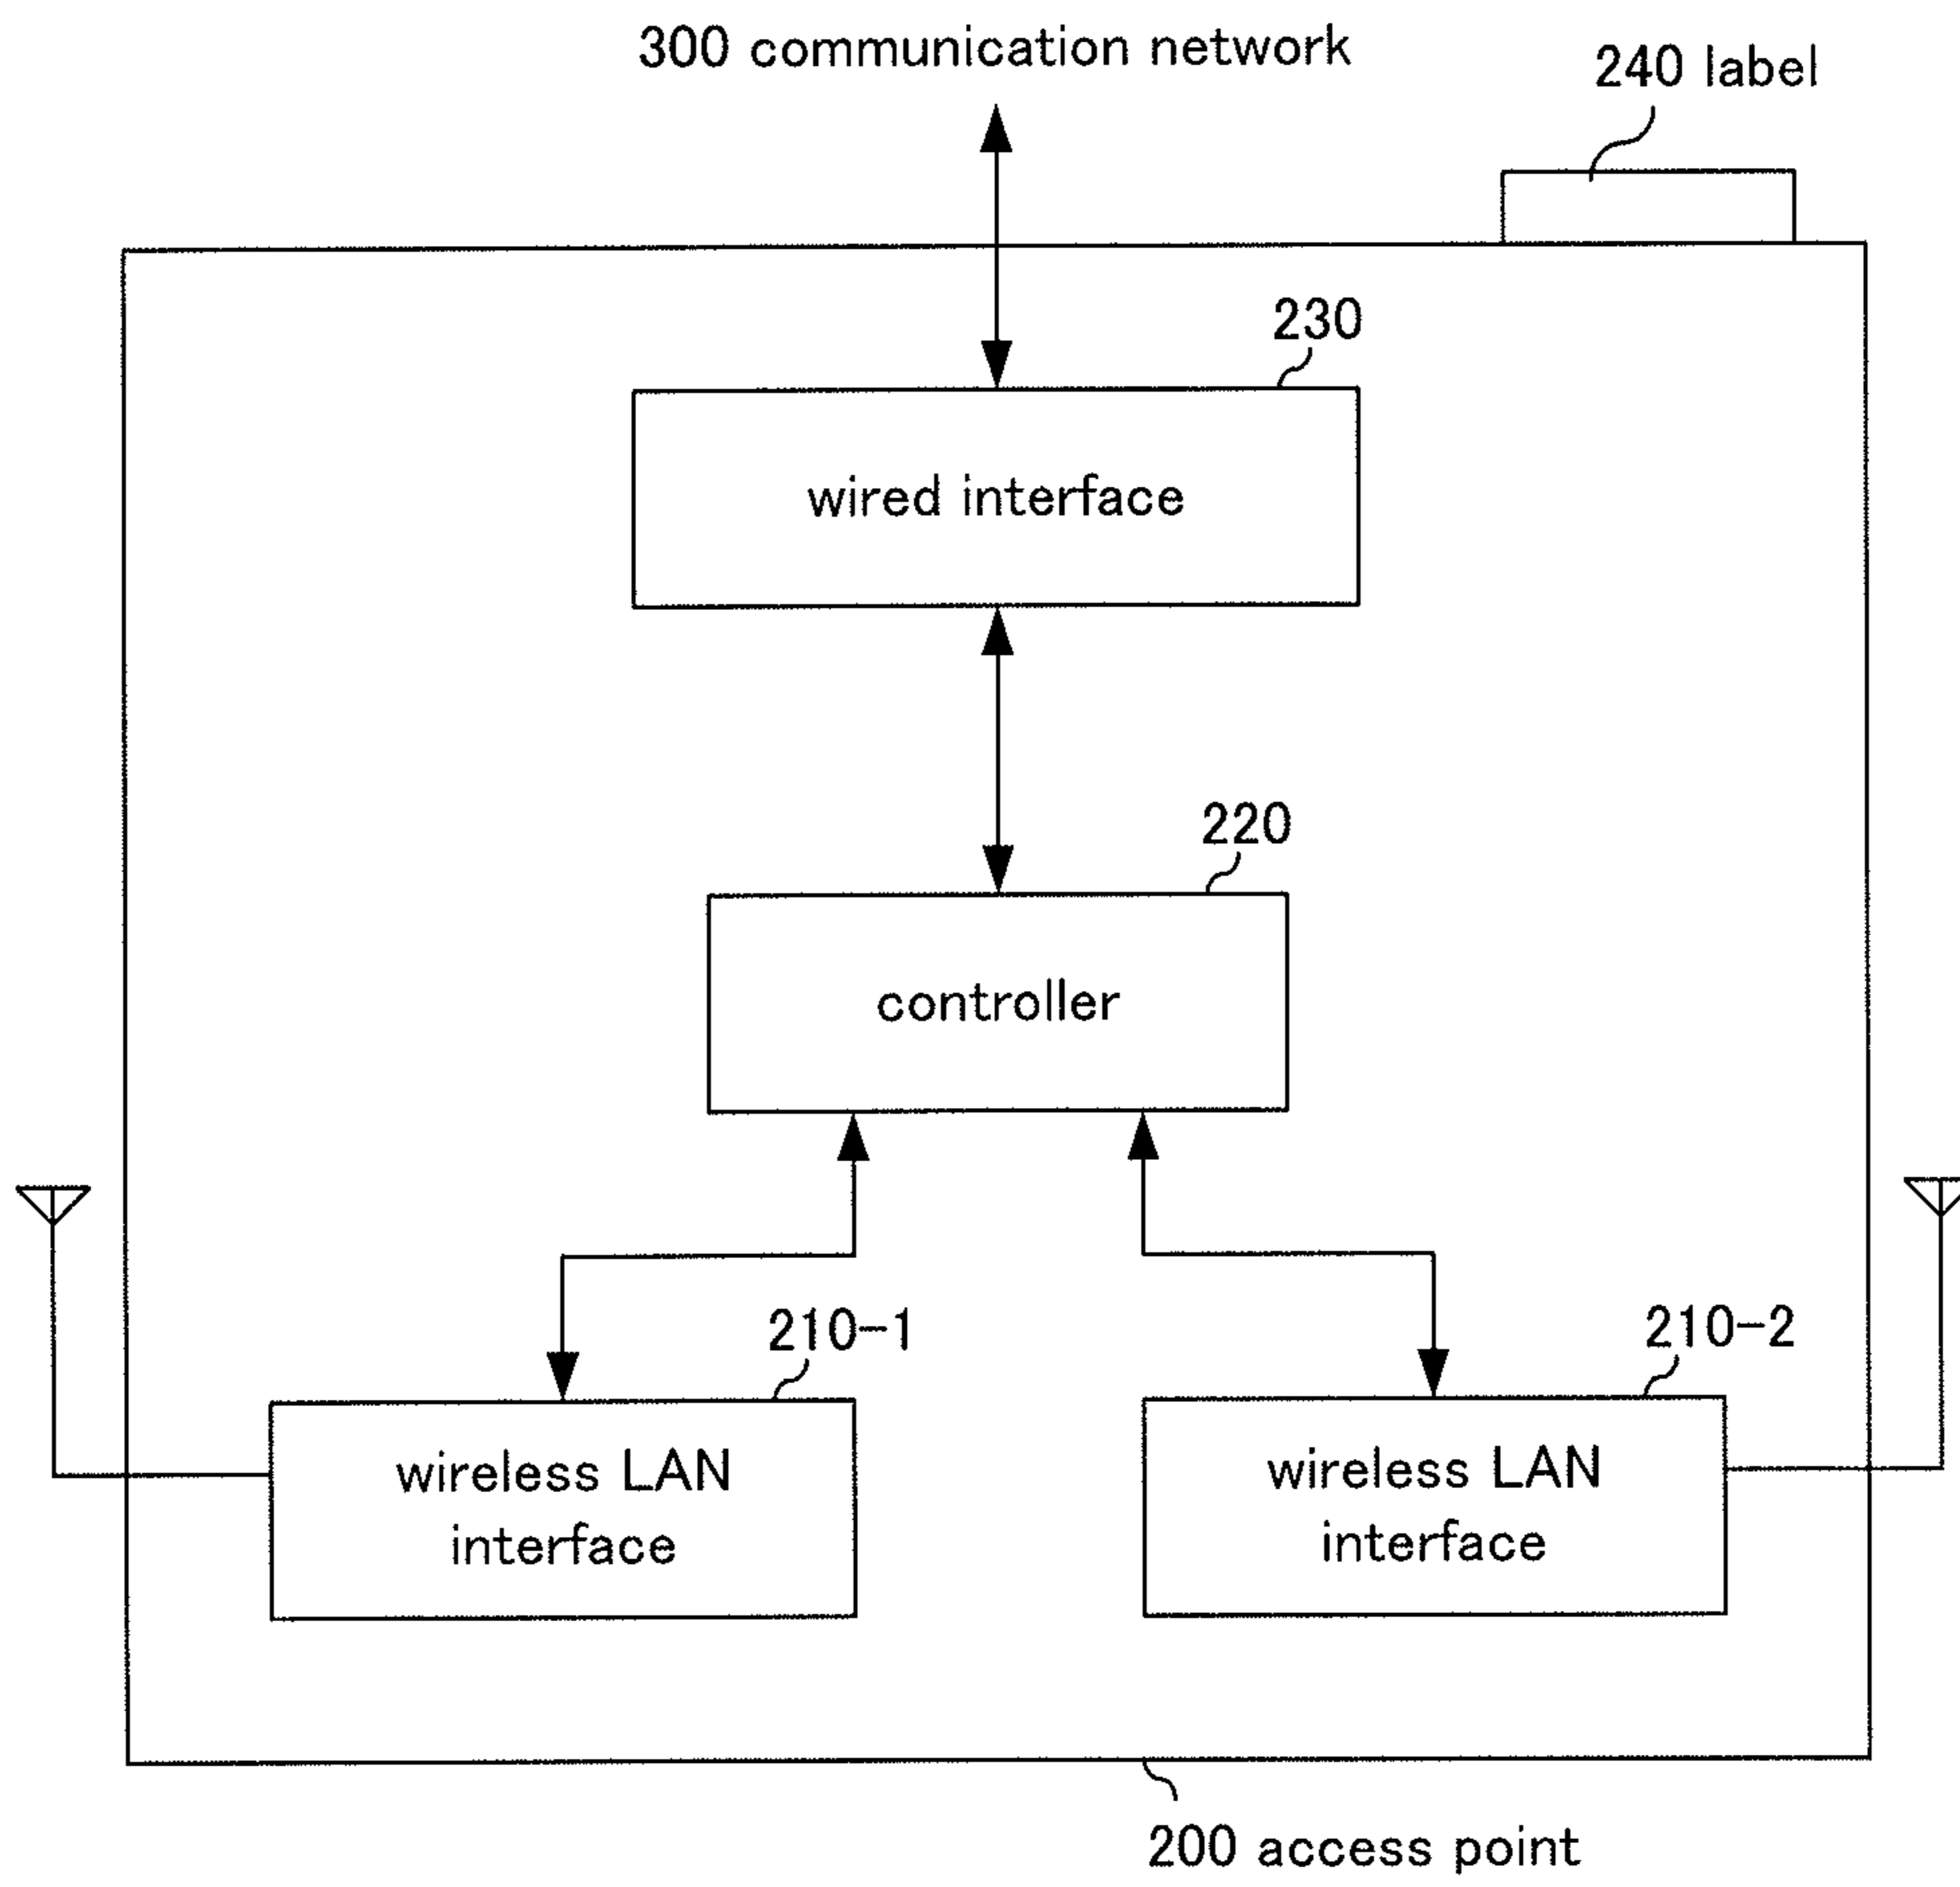 300 communication network
240 label
230
wired interface
220
controller
210-1
210-2
wireless LAN
interface
wireless LAN
interface
200 access point